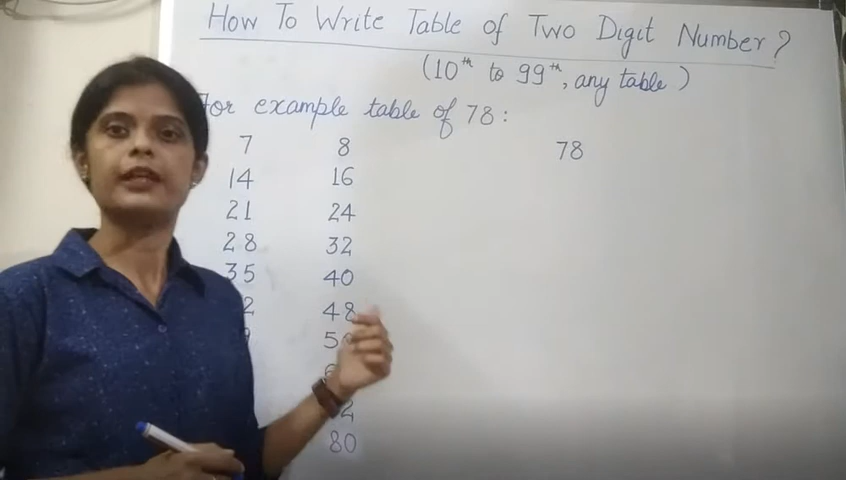 How To Write Table of Two Digit Number?
(10th to 99th, any table)
For example table of 78:
7 8 78
14 16
21 24
28 32
35 40
48
80